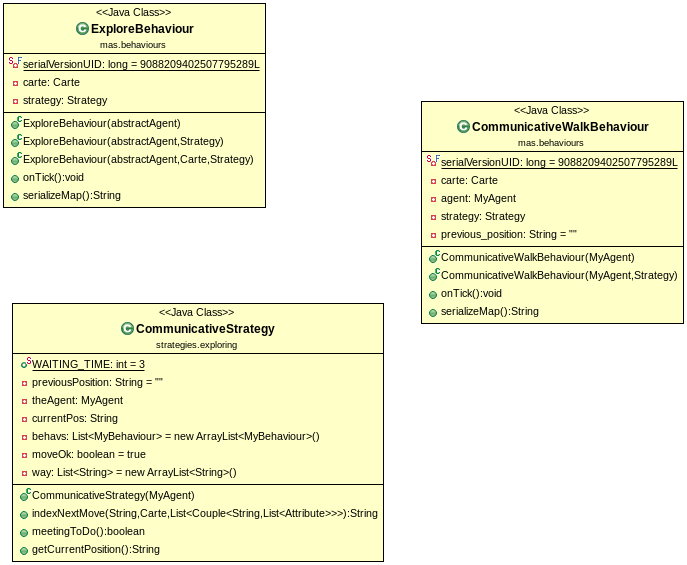 <<Java Class>>
ExploreBehaviour
mas.behaviours
serialVersionUID: long = 9088209402507795289L
carte: Carte
strategy: Strategy
ExploreBehaviour(abstractAgent)
ExploreBehaviour(abstractAgent,Strategy)
ExploreBehaviour(abstractAgent,Carte,Strategy)
onTick():void
serializeMap():String
<<Java Class>>
CommunicativeWalkBehaviour
mas.behaviours
serialVersionUID: long = 9088209402507795289L
carte: Carte
agent: MyAgent
strategy: Strategy
previous_position: String = ""
CommunicativeWalkBehaviour(MyAgent)
CommunicativeWalkBehaviour(MyAgent,Strategy)
onTick():void
serializeMap():String
<<Java Class>>
CommunicativeStrategy
strategies.exploring
WAITING_TIME: int = 3
previousPosition: String = ""
theAgent: MyAgent
currentPos: String
behavs: List<MyBehaviour> = new ArrayList<MyBehaviour>()
moveOk: boolean = true
way: List<String> = new ArrayList<String>()
CommunicativeStrategy(MyAgent)
indexNextMove(String,Carte,List<Couple<String,List<Attribute>>>):String
meetingToDo():boolean
getCurrentPosition():String